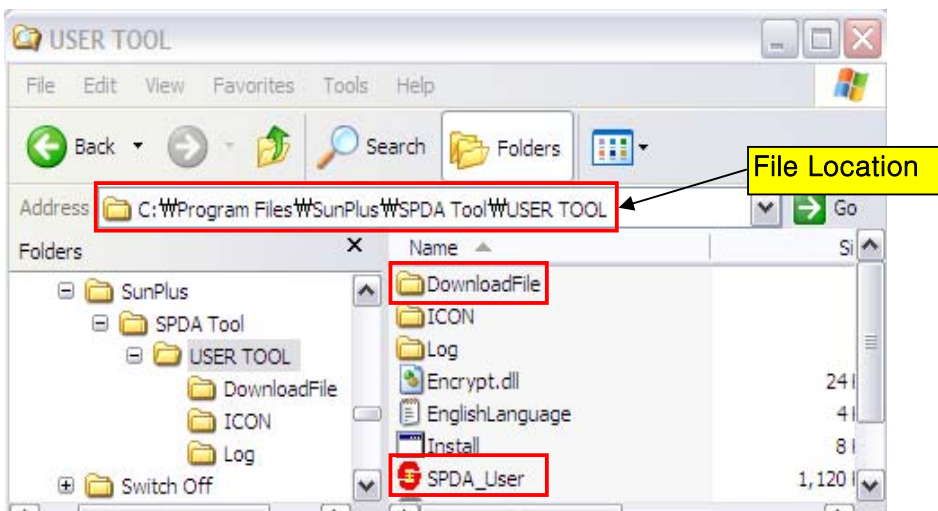 USER TOOL
File Edit View Favorites Tools Help
Back Search Folders
File Location
Address C:₩Program Files₩SunPlus₩SPDA Tool₩USER TOOL Go
Folders × Name Si
SunPlus
SPDA Tool
USER TOOL
DownloadFile
ICON
Log
Switch Off
DownloadFile
ICON
Log
Encrypt.dll 24
EnglishLanguage 4
Install 8
SPDA_User 1,120